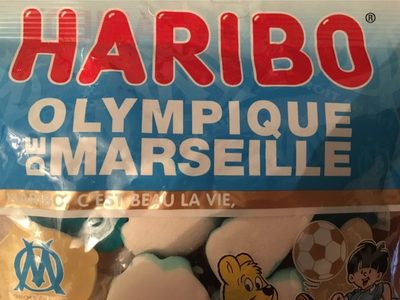 HARIBO®
OLYMPIQUE
DE MARSEILLE
C'EST BEAU LA VIE,